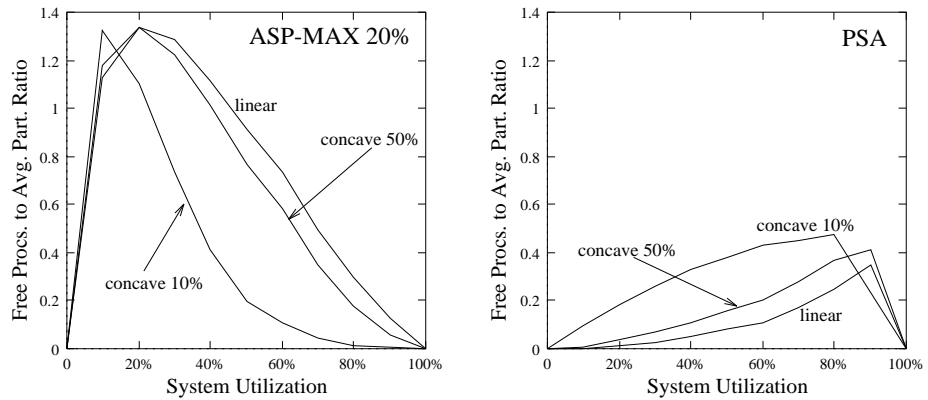 ASP-MAX 20%
Free Procs. to Avg. Part. Ratio
1.4
1.2
1
0.8
0.6
0.4
0.2
0
linear
concave 50%
concave 10%
0
20%
40%
60%
80%
100%
System Utilization
PSA
Free Procs. to Avg. Part. Ratio
1.4
1.2
1
0.8
0.6
0.4
0.2
0
concave 10%
concave 50%
linear
0
20%
40%
60%
80%
100%
System Utilization